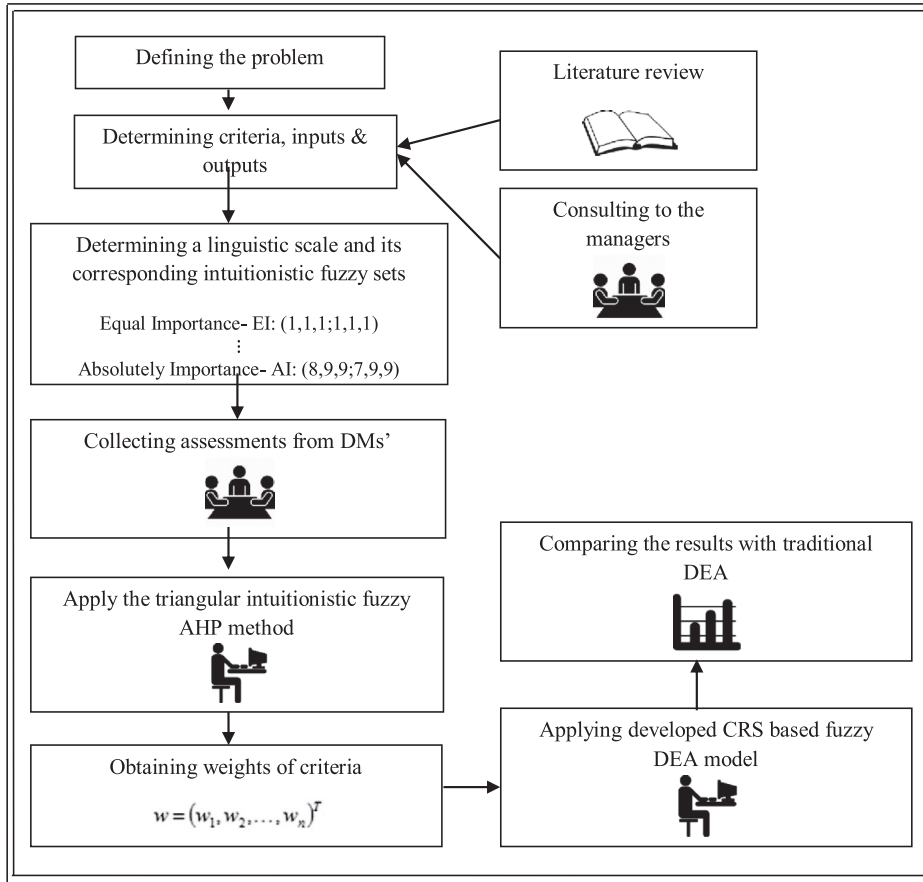 Defining the problem
Determining criteria, inputs &
outputs
Literature review
Consulting to the
managers
Determining a linguistic scale and its
corresponding intuitionistic fuzzy sets
Equal Importance- EI: (1,1,1;1,1,1)
⋮
Absolutely Importance- AI: (8,9,9;7,9,9)
Collecting assessments from DMs’
Apply the triangular intuitionistic fuzzy
AHP method
Obtaining weights of criteria
w = (w₁, w₂, …, wₙ)ᵀ
Applying developed CRS based fuzzy
DEA model
Comparing the results with traditional
DEA